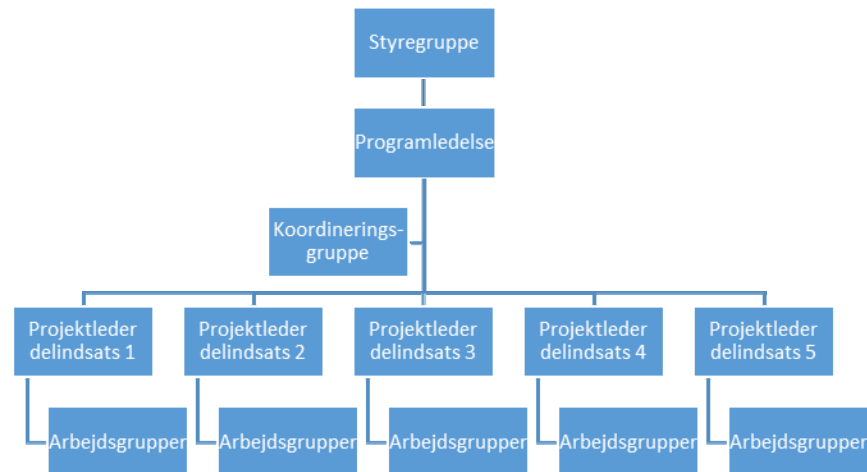 Styregruppe
Programledelse
Koordinerings-
gruppe
Projektleder
delindsats 1
Projektleder
delindsats 2
Projektleder
delindsats 3
Projektleder
delindsats 4
Projektleder
delindsats 5
Arbejdsgrupper
Arbejdsgrupper
Arbejdsgrupper
Arbejdsgrupper
Arbejdsgrupper